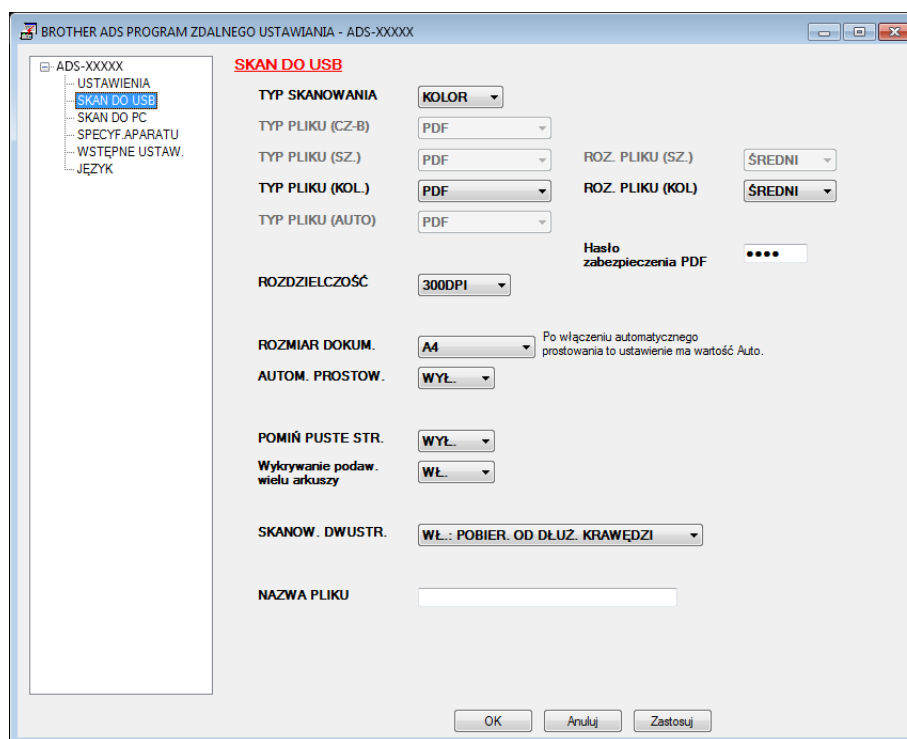 BROTHER ADS PROGRAM ZDALNEGO USTAWIANIA - ADS-XXXXX
ADS-XXXXX
USTAWIENIA
SKAN DO USB
SKAN DO PC
SPECYF.APARATU
WSTĘPNE USTAW.
JĘZYK
SKAN DO USB
TYP SKANOWANIA KOLOR
TYP PLIKU (CZ-B) PDF
TYP PLIKU (SZ.) PDF ROZ. PLIKU (SZ.) ŚREDNI
TYP PLIKU (KOL.) PDF ROZ. PLIKU (KOL) ŚREDNI
TYP PLIKU (AUTO) PDF
Hasło
zabezpieczenia PDF ••••
ROZDZIELCZOŚĆ 300DPI
ROZMIAR DOKUM. A4
Po włączeniu automatycznego
prostowania to ustawienie ma wartość Auto.
AUTOM. PROSTOW. WYŁ.
POMIŃ PUSTE STR. WYŁ.
Wykrywanie podaw.
wielu arkuszy WŁ.
SKANOW. DWUSTR. WŁ.: POBIER. OD DŁUŻ. KRAWĘDZI
NAZWA PLIKU
OK Anuluj Zastosuj